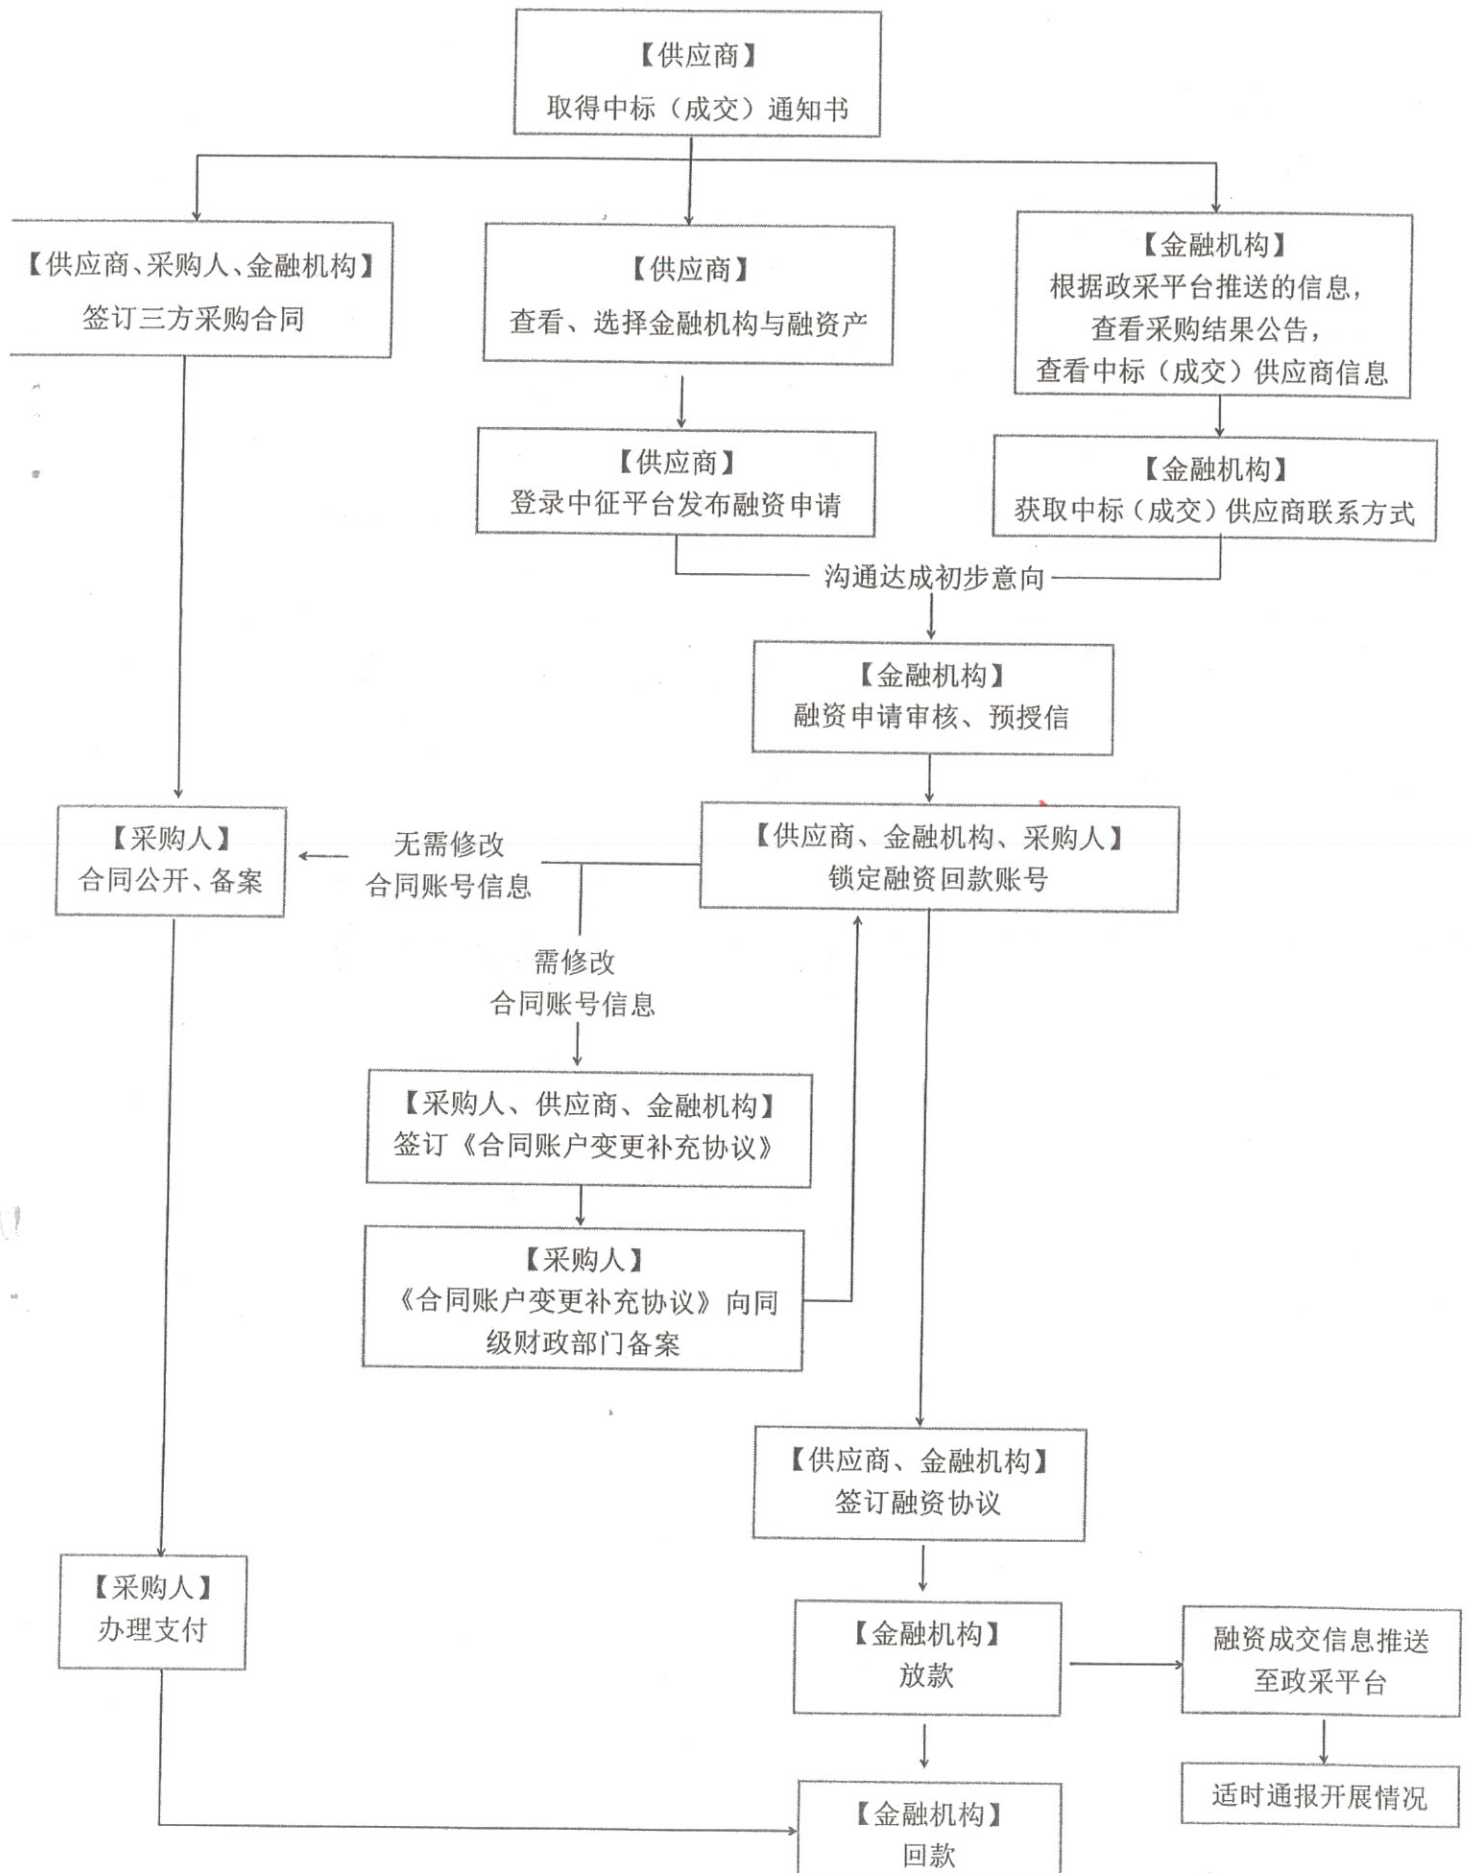 【供应商】
取得中标（成交）通知书
【供应商、采购人、金融机构】
签订三方采购合同
【供应商】
查看、选择金融机构与融资产
【金融机构】
根据政采平台推送的信息，
查看采购结果公告，
查看中标（成交）供应商信息
【供应商】
登录中征平台发布融资申请
【金融机构】
获取中标（成交）供应商联系方式
沟通达成初步意向
【金融机构】
融资申请审核、预授信
【采购人】
合同公开、备案
无需修改
合同账号信息
【供应商、金融机构、采购人】
锁定融资回款账号
需修改
合同账号信息
【采购人、供应商、金融机构】
签订《合同账户变更补充协议》
【采购人】
《合同账户变更补充协议》向同
级财政部门备案
【供应商、金融机构】
签订融资协议
【采购人】
办理支付
【金融机构】
放款
融资成交信息推送
至政采平台
适时通报开展情况
【金融机构】
回款